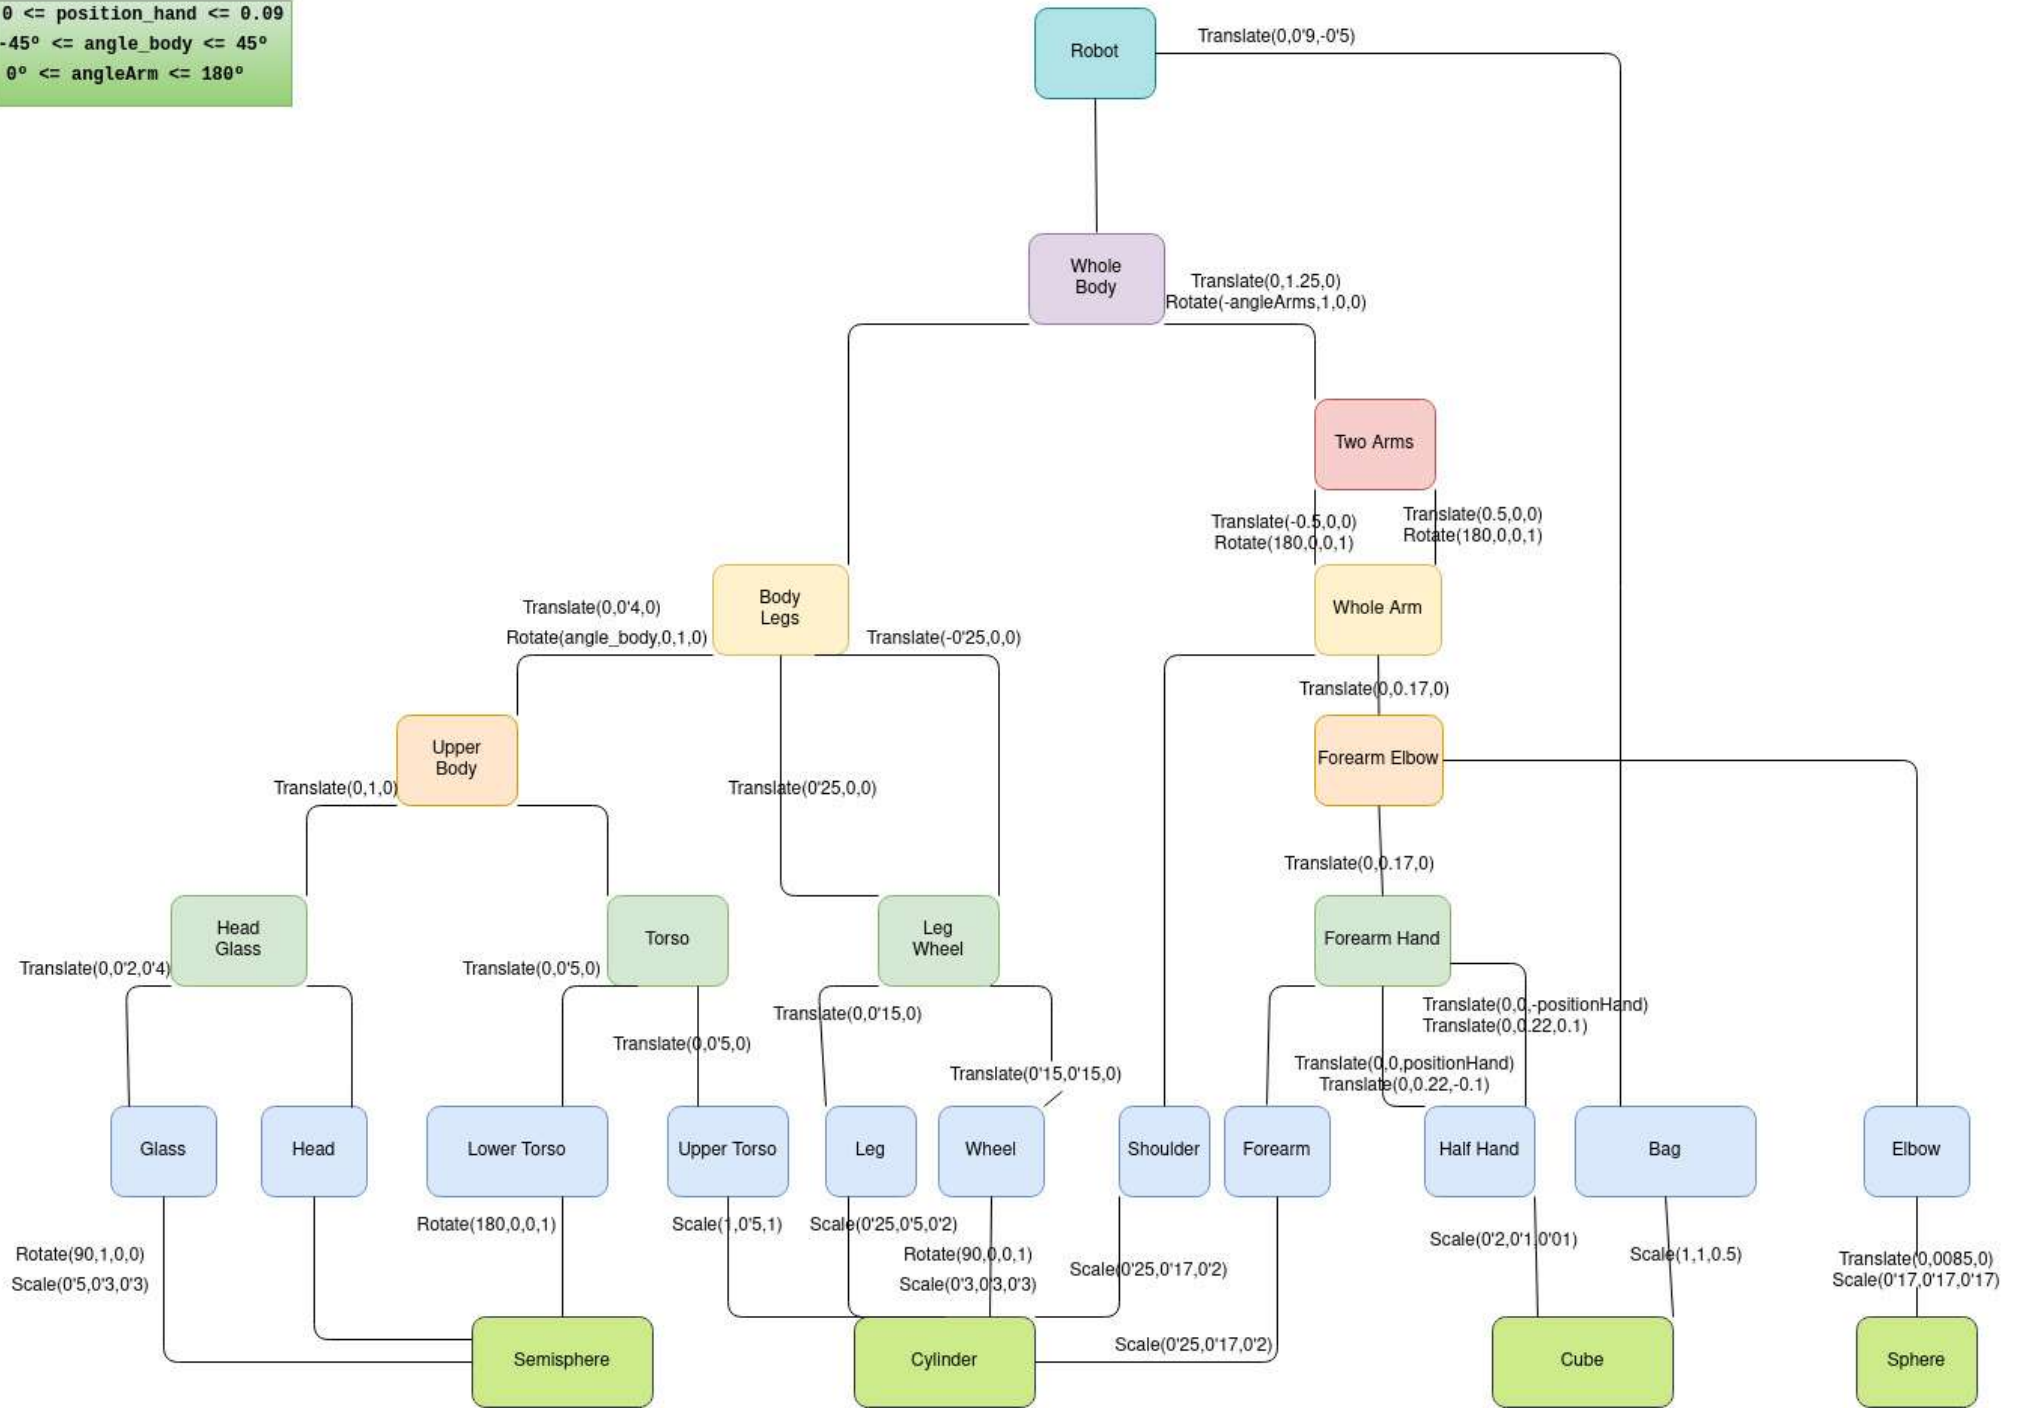 0 <= position_hand <= 0.09
-45º <= angle_body <= 45º
0º <= angleArm <= 180º
Robot
Translate(0,0'9,-0'5)
Whole
Body
Translate(0,1.25,0)
Rotate(-angleArms,1,0,0)
Two Arms
Translate(-0.5,0,0)
Rotate(180,0,0,1)
Translate(0.5,0,0)
Rotate(180,0,0,1)
Body
Legs
Whole Arm
Translate(0,0'4,0)
Rotate(angle_body,0,1,0)
Translate(-0'25,0,0)
Translate(0,0.17,0)
Upper
Body
Forearm Elbow
Translate(0,1,0)
Translate(0'25,0,0)
Translate(0,0.17,0)
Head
Glass
Torso
Leg
Wheel
Forearm Hand
Translate(0,0'2,0'4)
Translate(0,0'5,0)
Translate(0,0'15,0)
Translate(0,0,-positionHand)
Translate(0,0.22,0.1)
Translate(0,0'5,0)
Translate(0'15,0'15,0)
Translate(0,0,positionHand)
Translate(0,0.22,-0.1)
Glass
Head
Lower Torso
Upper Torso
Leg
Wheel
Shoulder
Forearm
Half Hand
Bag
Elbow
Rotate(90,1,0,0)
Scale(0'5,0'3,0'3)
Rotate(180,0,0,1)
Scale(1,0'5,1)
Scale(0'25,0'5,0'2)
Rotate(90,0,0,1)
Scale(0'3,0'3,0'3)
Scale(0'25,0'17,0'2)
Scale(0'25,0'17,0'2)
Scale(0'2,0'1,0'01)
Scale(1,1,0.5)
Translate(0,0085,0)
Scale(0'17,0'17,0'17)
Semisphere
Cylinder
Cube
Sphere